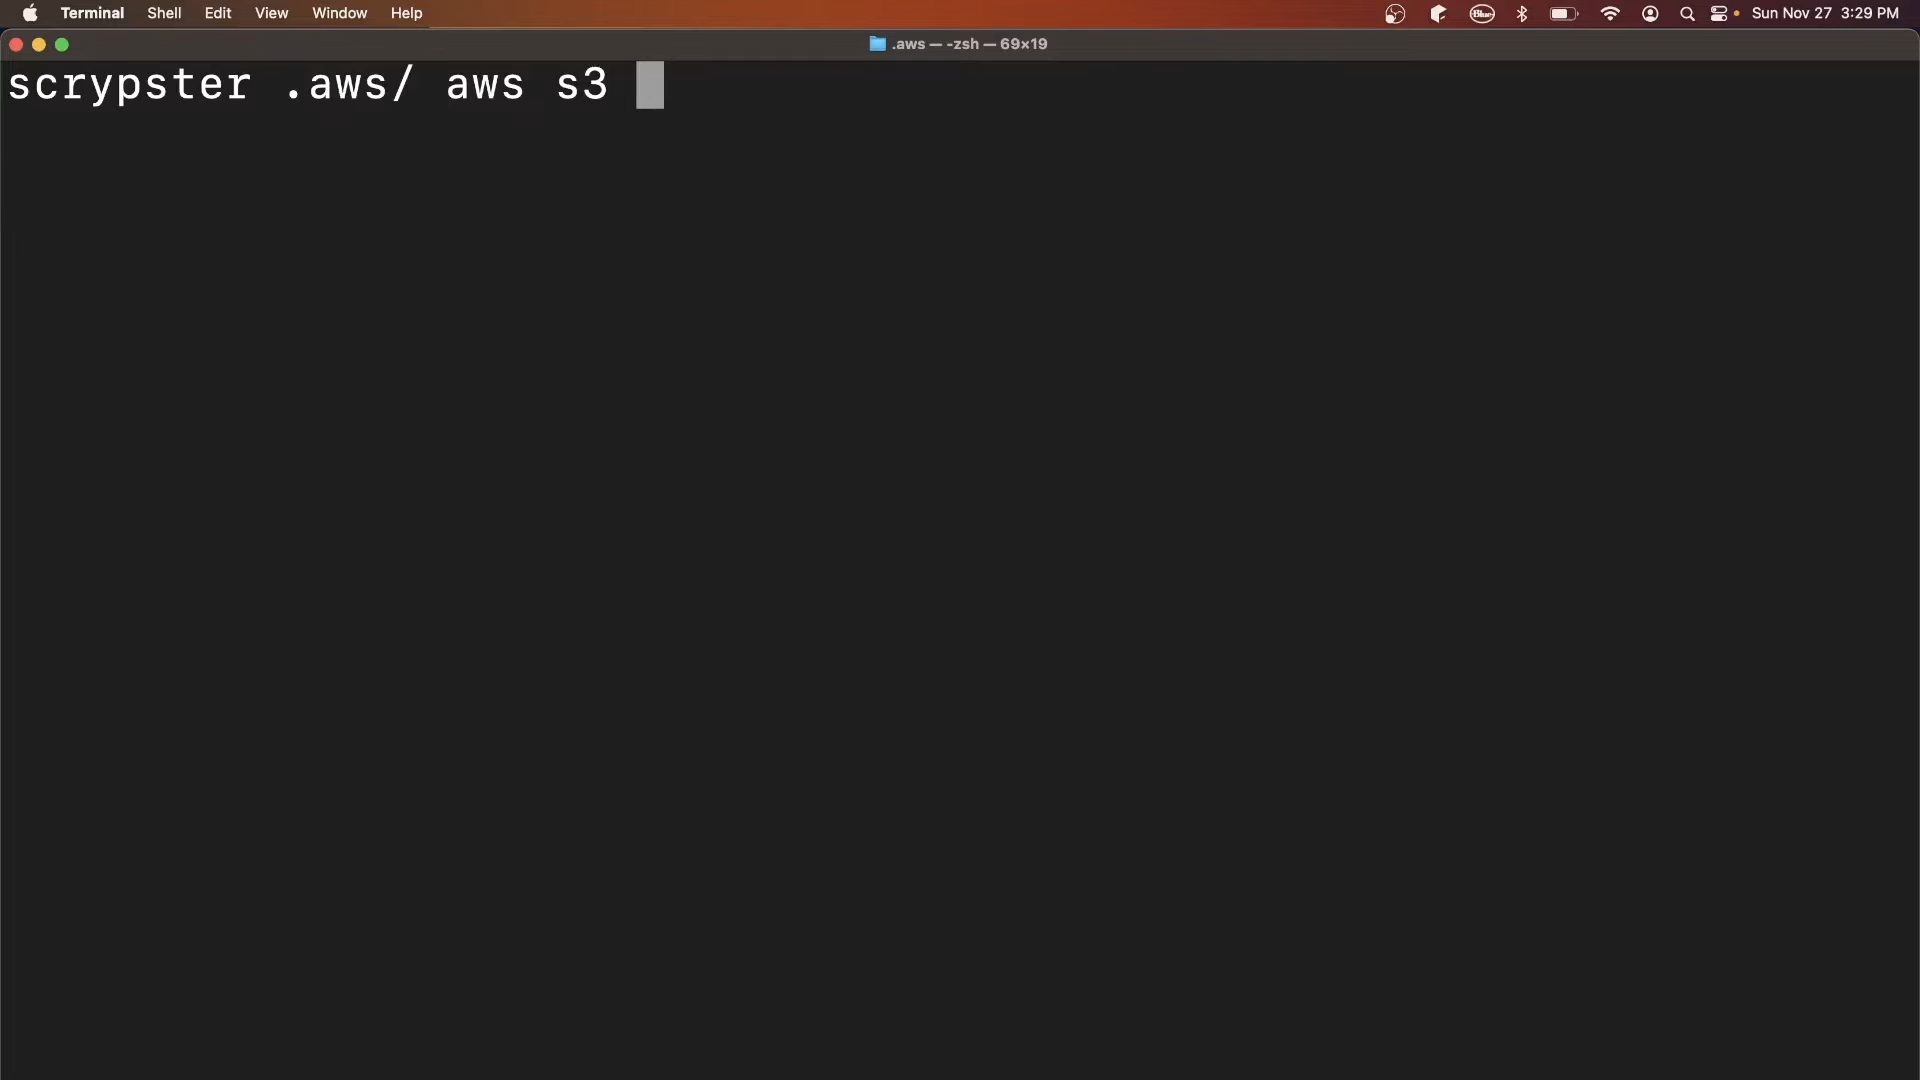 Terminal Shell Edit View Window Help Blue Sun Nov 27 3:29 PM
.aws — -zsh — 69×19
scrypster .aws/ aws s3